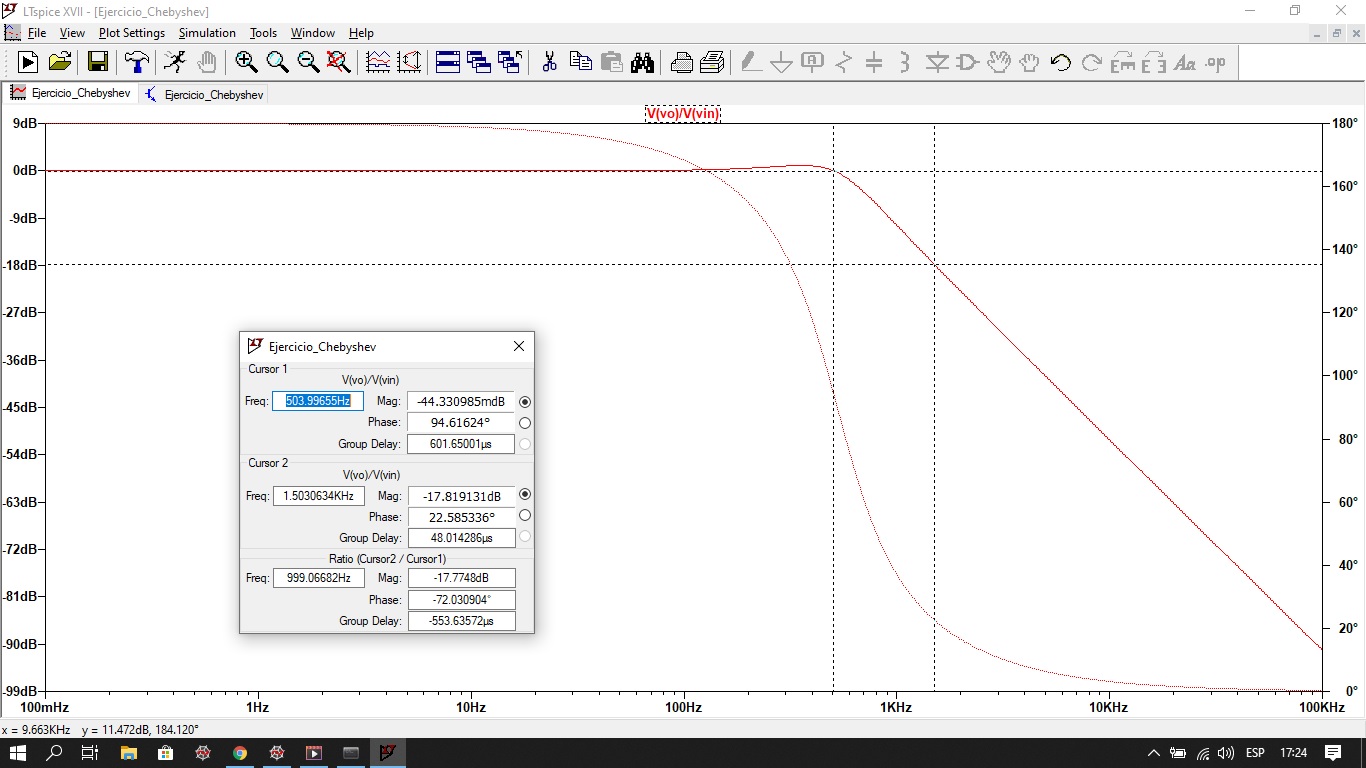 LTspice XVII - [Ejercicio_Chebyshev]
File View Plot Settings Simulation Tools Window Help
Ejercicio_Chebyshev Ejercicio_Chebyshev
V(vo)/V(vin)
9dB 180°
0dB 160°
-9dB 140°
-18dB 120°
-27dB 100°
-36dB 80°
-45dB 60°
-54dB 40°
-63dB 20°
-72dB 0°
-81dB
-90dB
-99dB
100mHz 1Hz 10Hz 100Hz 1KHz 10KHz 100KHz
Ejercicio_Chebyshev
Cursor 1
V(vo)/V(vin)
Freq: 503.99655Hz Mag: -44.330985mdB
Phase: 94.61624°
Group Delay: 601.65001µs
Cursor 2
V(vo)/V(vin)
Freq: 1.5030634KHz Mag: -17.819131dB
Phase: 22.585336°
Group Delay: 48.014286µs
Ratio (Cursor2 / Cursor1)
Freq: 999.06682Hz Mag: -17.7748dB
Phase: -72.030904°
Group Delay: -553.63572µs
x = 9.663KHz y = 11.472dB, 184.120°
ESP 17:24